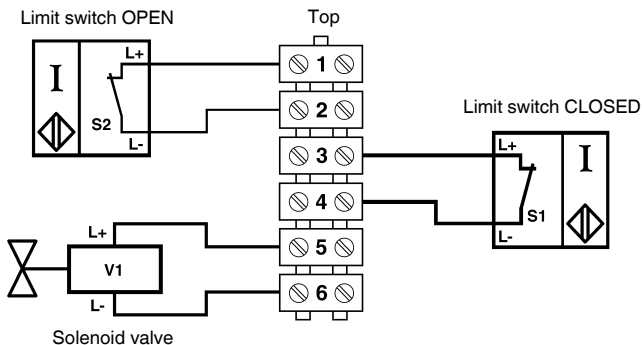 Limit switch OPEN
Top
L+
I
S2
L-
1
2
3
4
5
6
Limit switch CLOSED
L+
I
S1
L-
L+
V1
L-
Solenoid valve